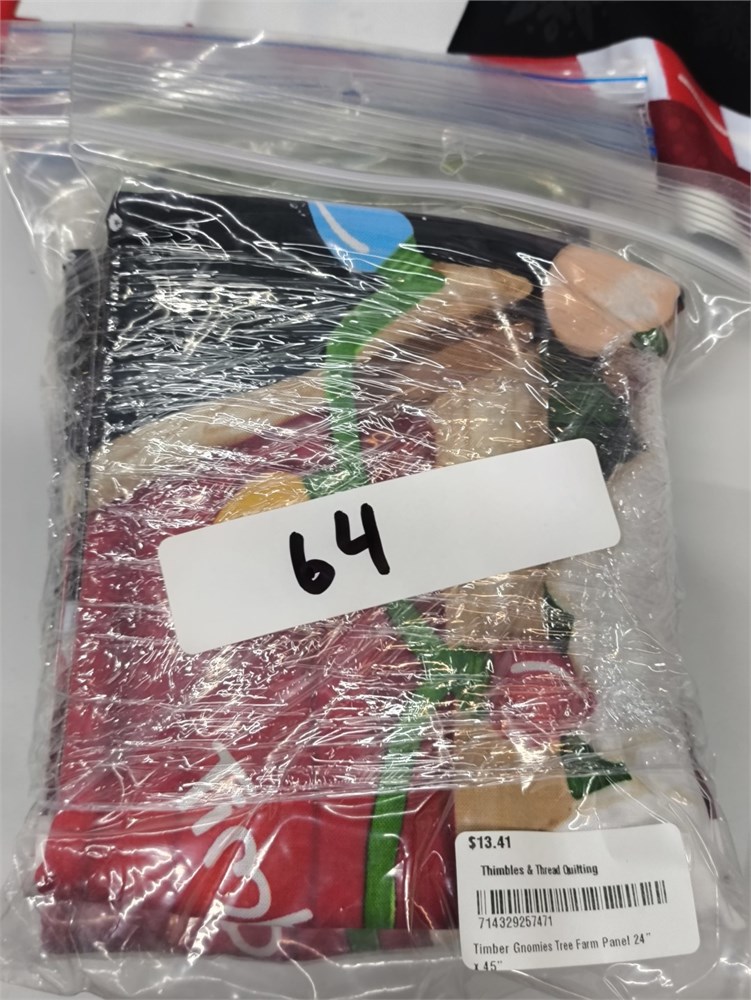 64
$13.41
Thimbles & Thread Quilting
714329257471
Timber Gnomies Tree Farm Panel 24"
x 45"